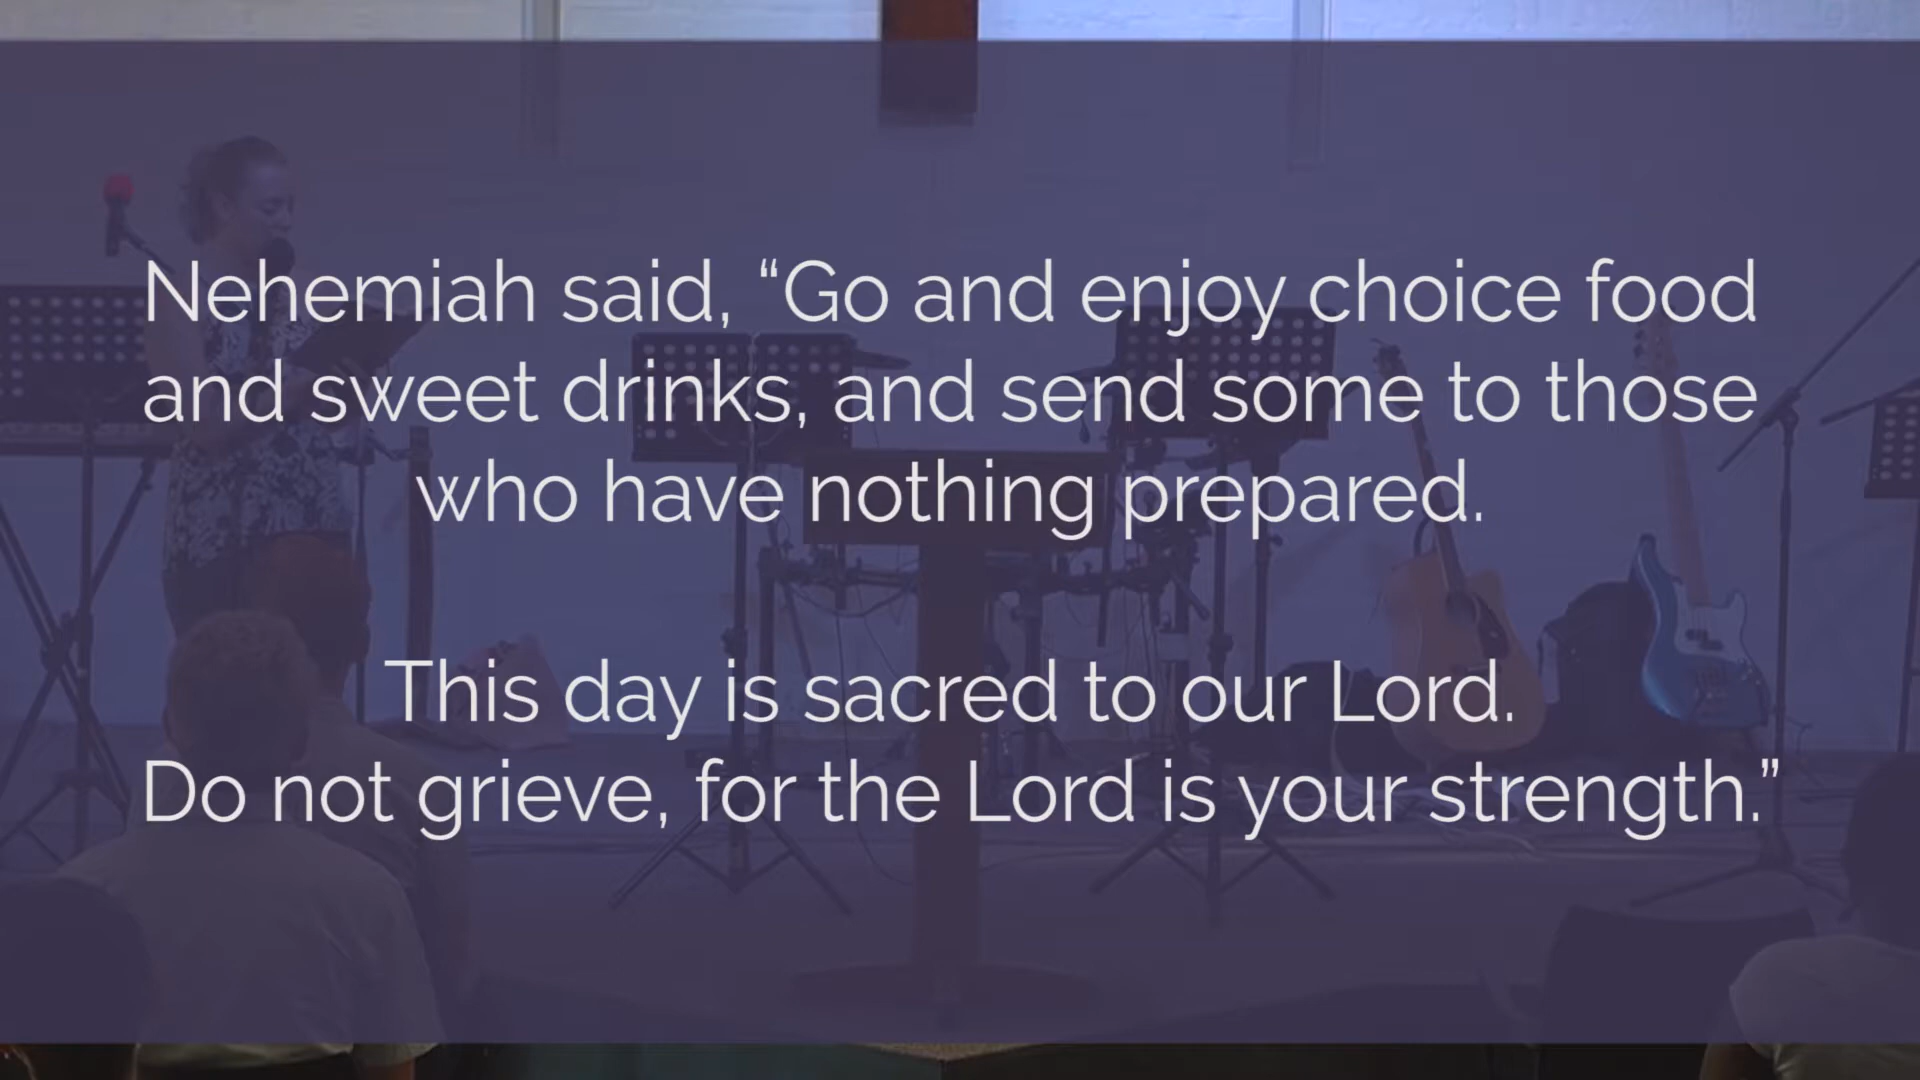 Nehemiah said, “Go and enjoy choice food
and sweet drinks, and send some to those
who have nothing prepared.
This day is sacred to our Lord.
Do not grieve, for the Lord is your strength.”